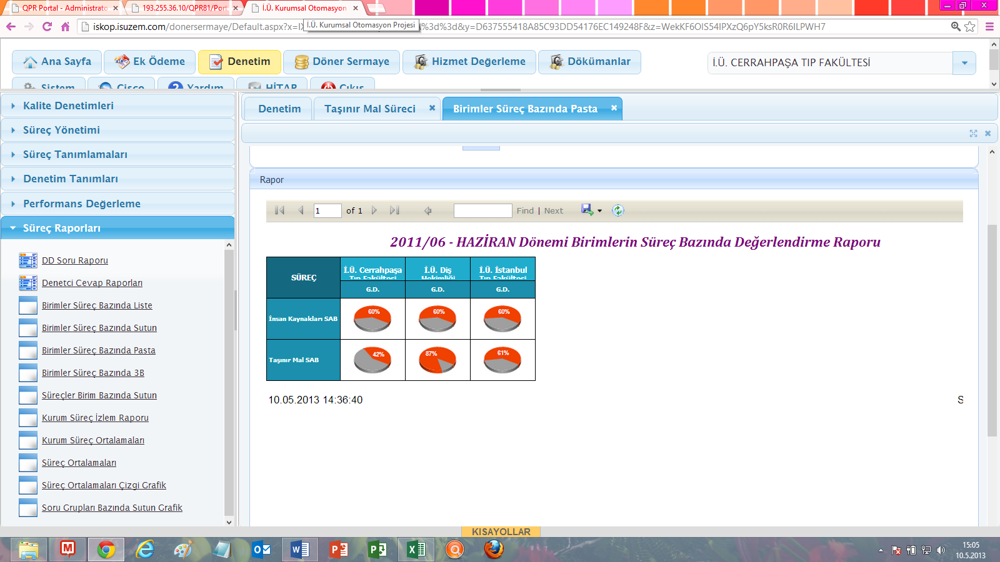 QPR Portal - Administrato
193.255.36.10/QPR81/Port
İ.Ü. Kurumsal Otomasyon
iskop.isuzem.com/donersermaye/Default.aspx?x=IX
%3d%3d&y=D637555418A85C93DD54176EC149248F&z=WekKF6OIS54IPXzQ6pY5ksR0R6ILPWH7
İ.Ü. Kurumsal Otomasyon Projesi
Ana Sayfa
Ek Ödeme
Denetim
Döner Sermaye
Hizmet Değerleme
Dökümanlar
İ.Ü. CERRAHPAŞA TIP FAKÜLTESİ
Sistem
Cisco
Yardım
HİTAP
Çıkış
Kalite Denetimleri
Süreç Yönetimi
Süreç Tanımlamaları
Denetim Tanımları
Performans Değerleme
Süreç Raporları
DD Soru Raporu
Denetci Cevap Raporları
Birimler Süreç Bazında Liste
Birimler Süreç Bazında Sutun
Birimler Süreç Bazında Pasta
Birimler Süreç Bazında 3B
Süreçler Birim Bazında Sutun
Kurum Süreç İzlem Raporu
Kurum Süreç Ortalamaları
Süreç Ortalamaları
Süreç Ortalamaları Çizgi Grafik
Soru Grupları Bazında Sutun Grafik
Denetim
Taşınır Mal Süreci
Birimler Süreç Bazında Pasta
Rapor
1 of 1
Find | Next
2011/06 - HAZİRAN Dönemi Birimlerin Süreç Bazında Değerlendirme Raporu
SÜREÇ
İ.Ü. Cerrahpaşa
Tıp Fakültesi
İ.Ü. Diş
Hekimliği
İ.Ü. İstanbul
Tıp Fakültesi
G.D.
G.D.
G.D.
İnsan Kaynakları SAB
60%
60%
60%
Taşınır Mal SAB
42%
87%
61%
10.05.2013 14:36:40
S
KISAYOLLAR
15:05
10.5.2013